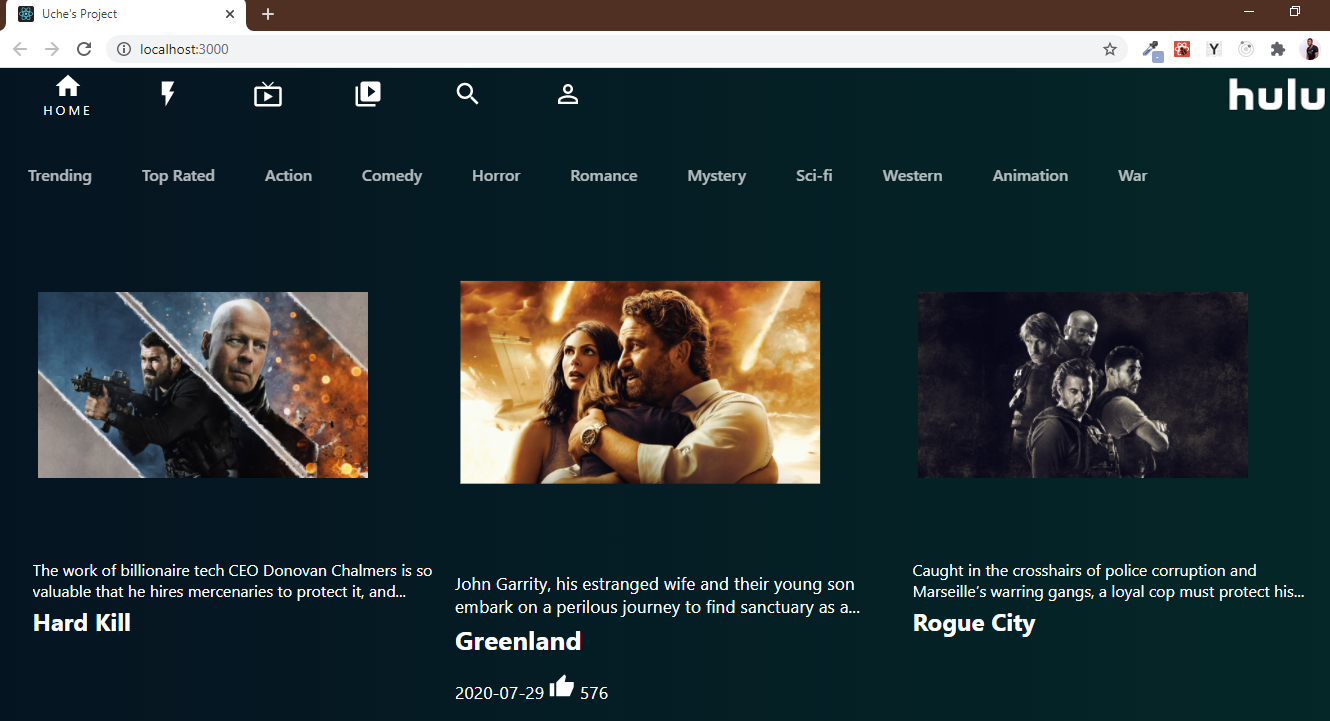 Uche's Project
localhost:3000
Y
HOME
hulu
Trending Top Rated Action Comedy Horror Romance Mystery Sci-fi Western Animation War
The work of billionaire tech CEO Donovan Chalmers is so
valuable that he hires mercenaries to protect it, and...
Hard Kill
John Garrity, his estranged wife and their young son
embark on a perilous journey to find sanctuary as a...
Greenland
2020-07-29 576
Caught in the crosshairs of police corruption and
Marseille’s warring gangs, a loyal cop must protect his...
Rogue City